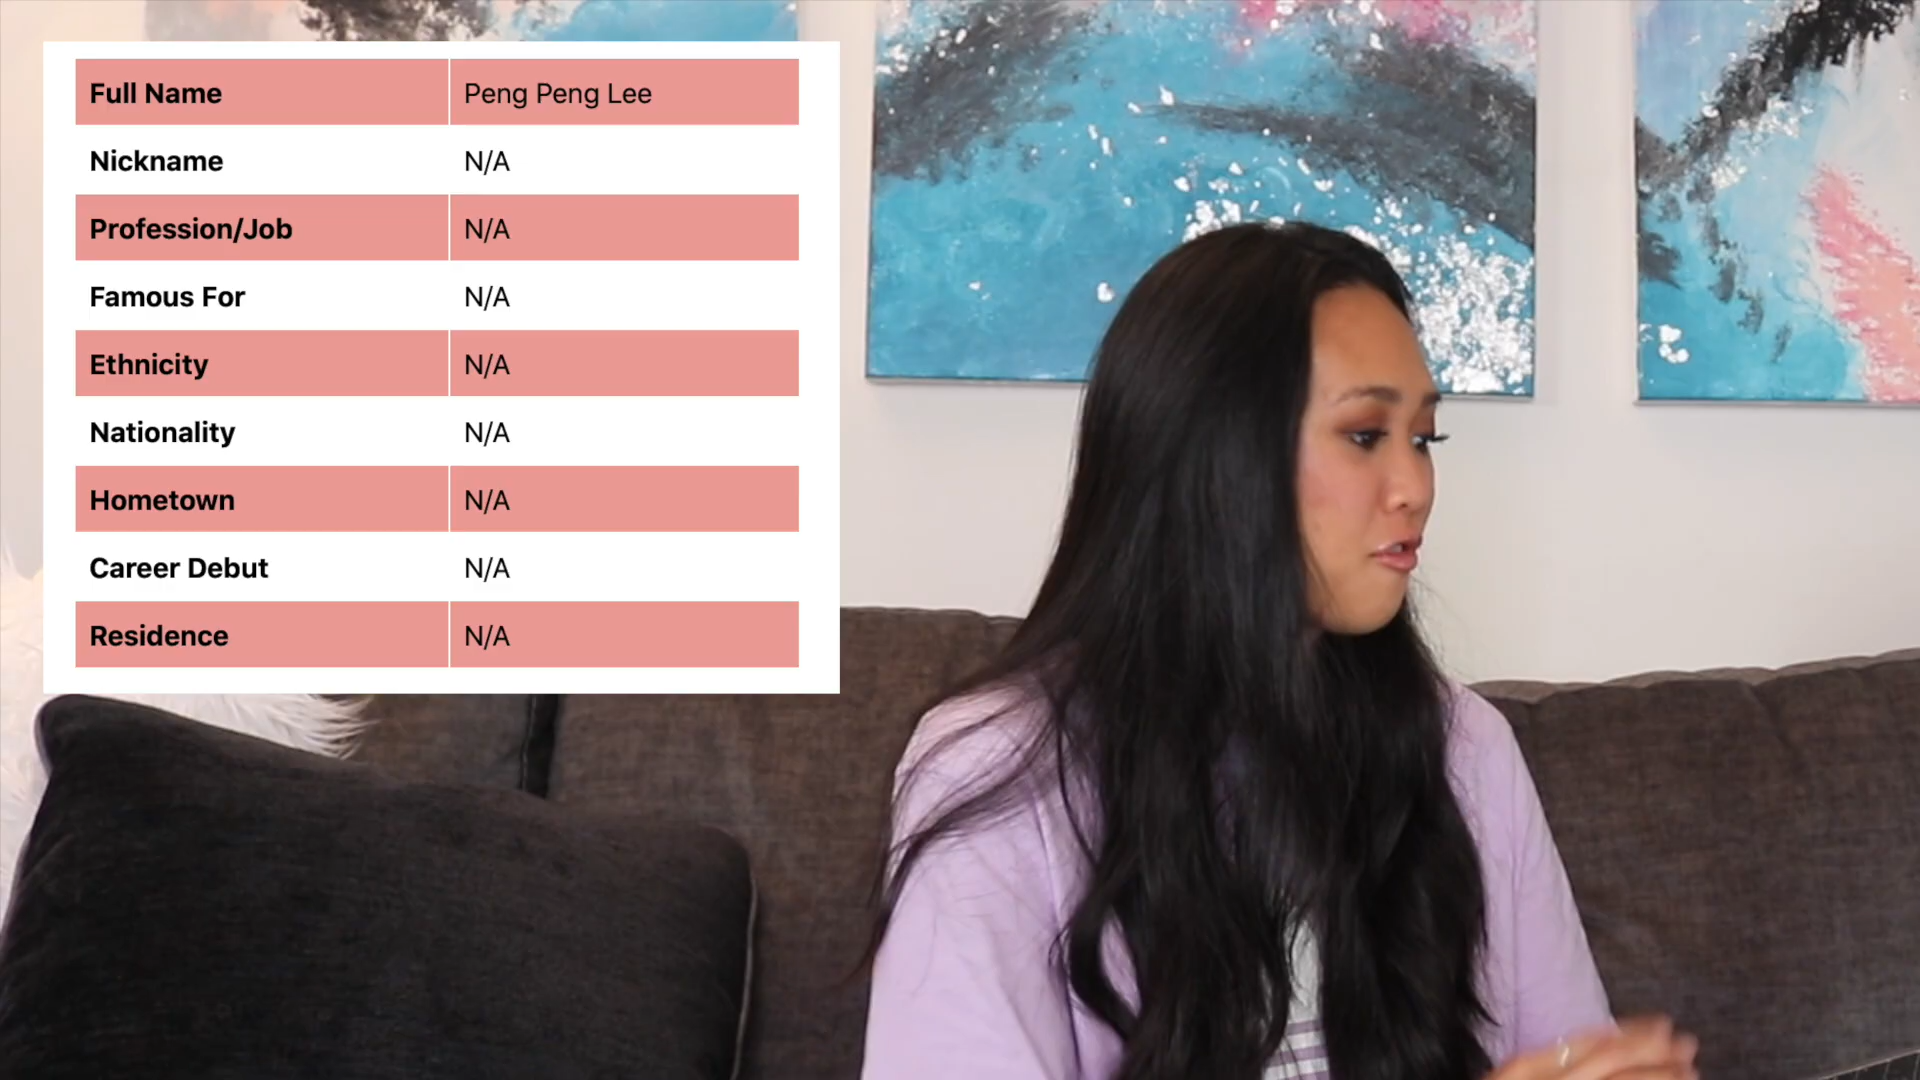 Full Name Peng Peng Lee
Nickname N/A
Profession/Job N/A
Famous For N/A
Ethnicity N/A
Nationality N/A
Hometown N/A
Career Debut N/A
Residence N/A